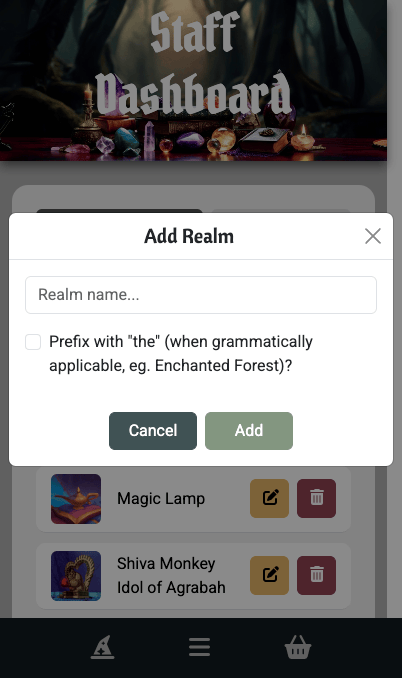 Staff
Dashboard
Add Realm
Realm name...
Prefix with "the" (when grammatically
applicable, eg. Enchanted Forest)?
Cancel
Add
Magic Lamp
Shiva Monkey
Idol of Agrabah